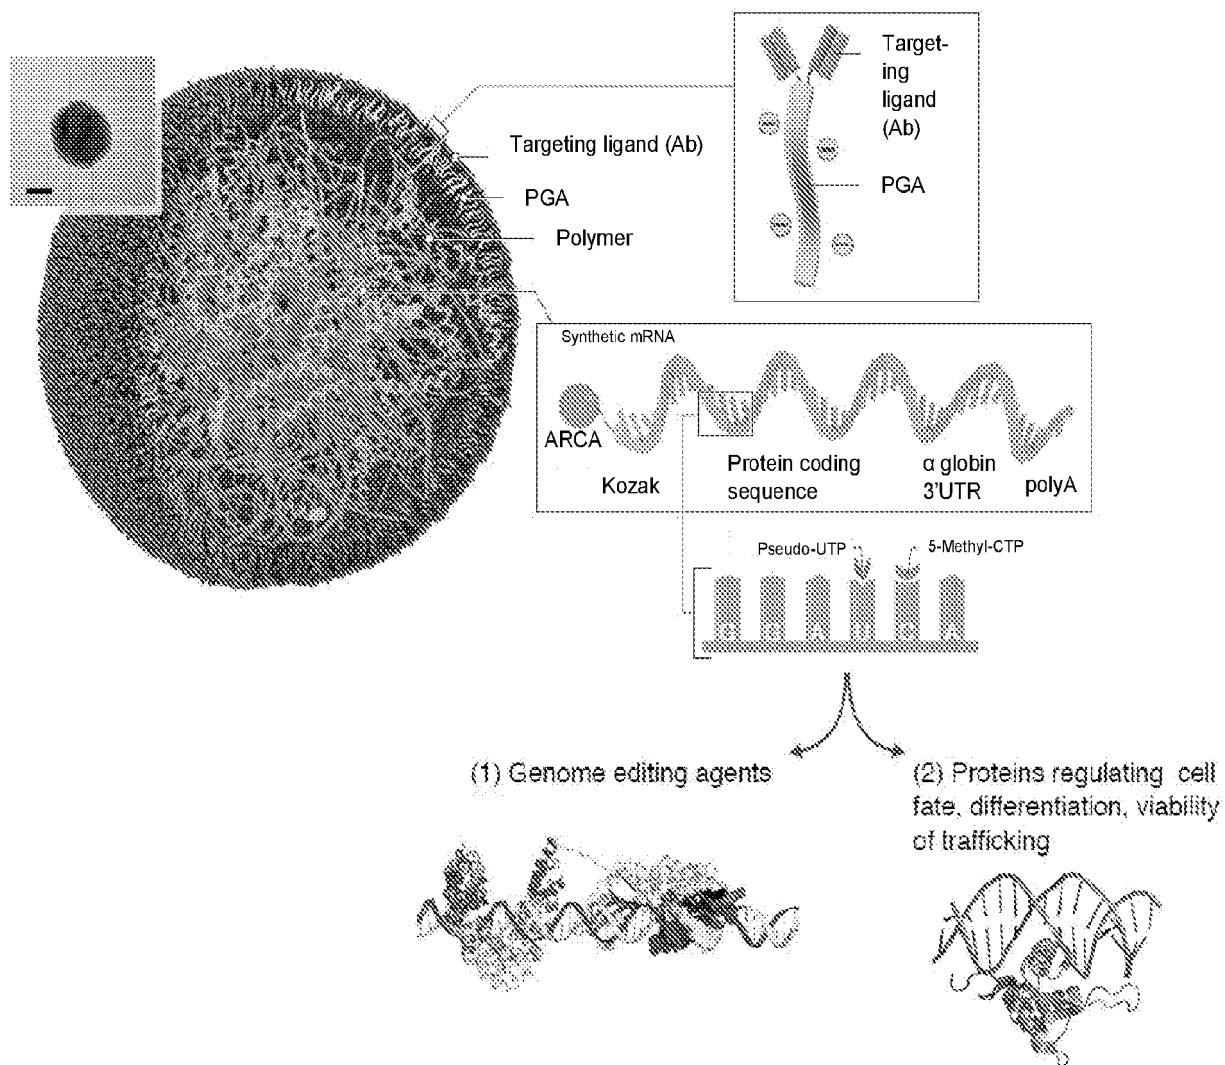 Target-
ing
ligand
(Ab)
PGA
Targeting ligand (Ab)
PGA
Polymer
Synthetic mRNA
ARCA
Kozak
Protein coding
sequence
α globin
3'UTR
polyA
Pseudo-UTP
5-Methyl-CTP
(1) Genome editing agents
(2) Proteins regulating cell
fate, differentiation, viability
of trafficking